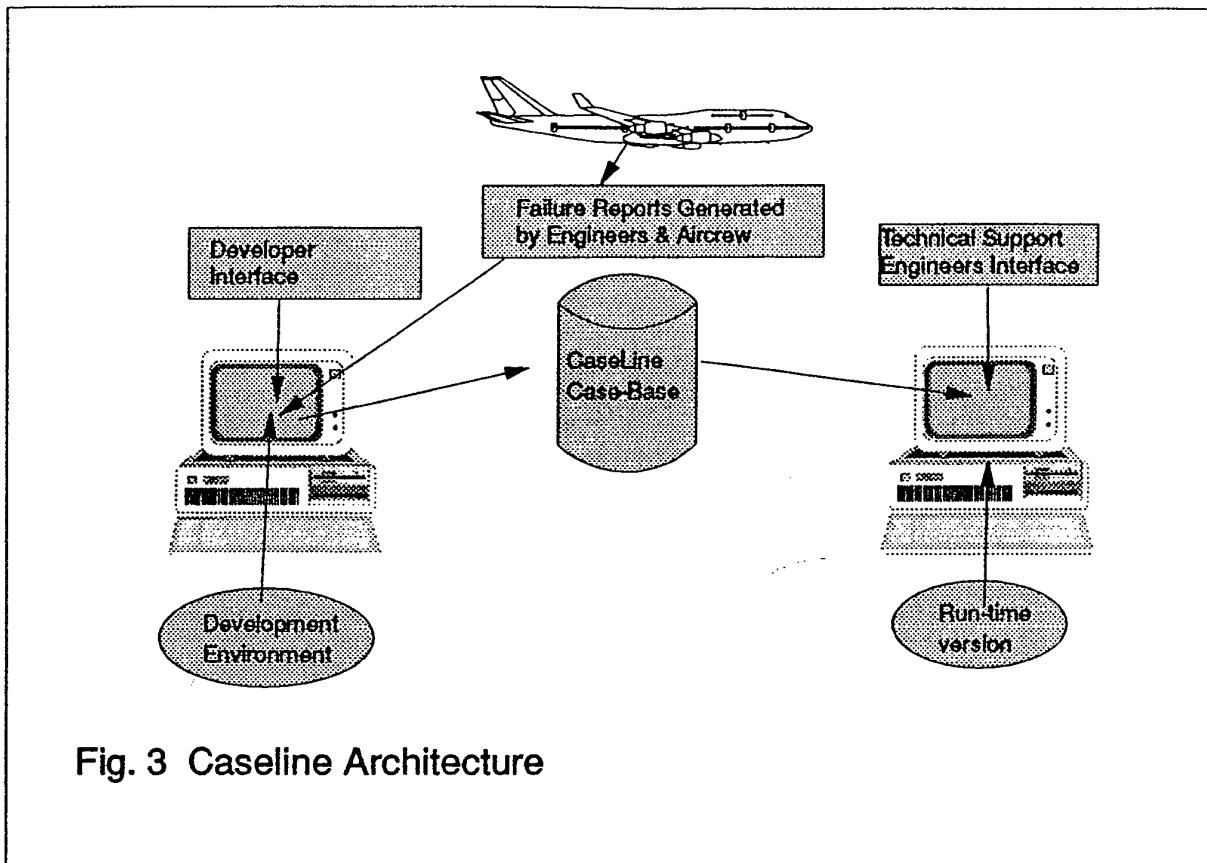 Failure Reports Generated
by Engineers & Aircrew
Developer
Interface
Technical Support
Engineers Interface
CaseLine
Case-Base
Development
Environment
Run-time
version
Fig. 3 Caseline Architecture